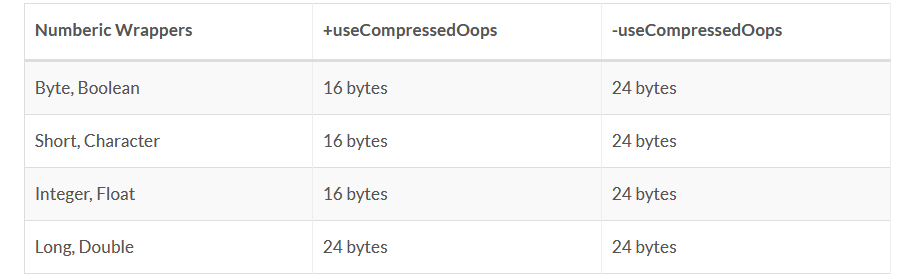 Numberic Wrappers +useCompressedOops -useCompressedOops
Byte, Boolean 16 bytes 24 bytes
Short, Character 16 bytes 24 bytes
Integer, Float 16 bytes 24 bytes
Long, Double 24 bytes 24 bytes